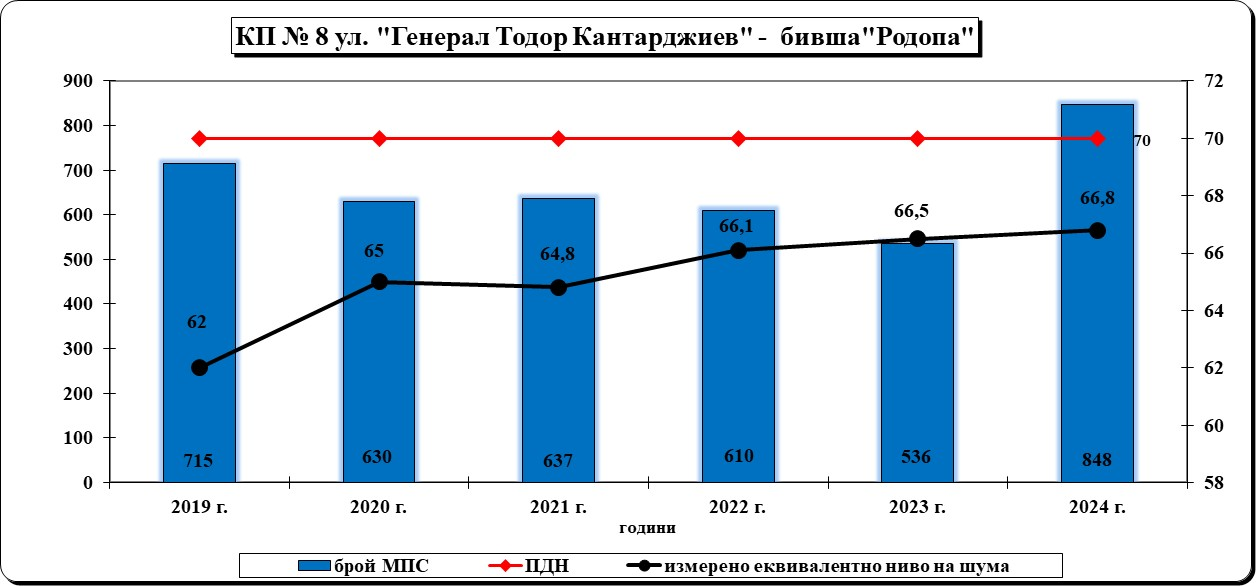 КП № 8 ул. "Генерал Тодор Кантарджиев" - бивша"Родопа"
900 72
800 70 70
700 68 66,8
600 66,1 66,5
500 65 64,8 66
400 64
300 62 62
200
100 60
0 715 630 637 610 536 848 58
2019 г. 2020 г. 2021 г. 2022 г. 2023 г. 2024 г.
години
брой МПС ПДН измерено еквивалентно ниво на шума